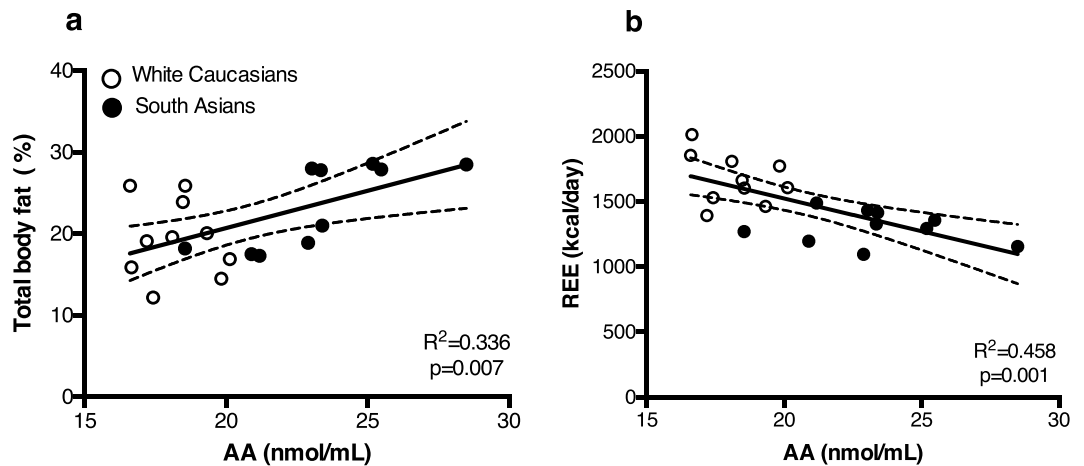 a
Total body fat (%)
40
30
20
10
0
White Caucasians
South Asians
R²=0.336
p=0.007
15 20 25 30
AA (nmol/mL)
b
REE (kcal/day)
2500
2000
1500
1000
500
0
R²=0.458
p=0.001
15 20 25 30
AA (nmol/mL)